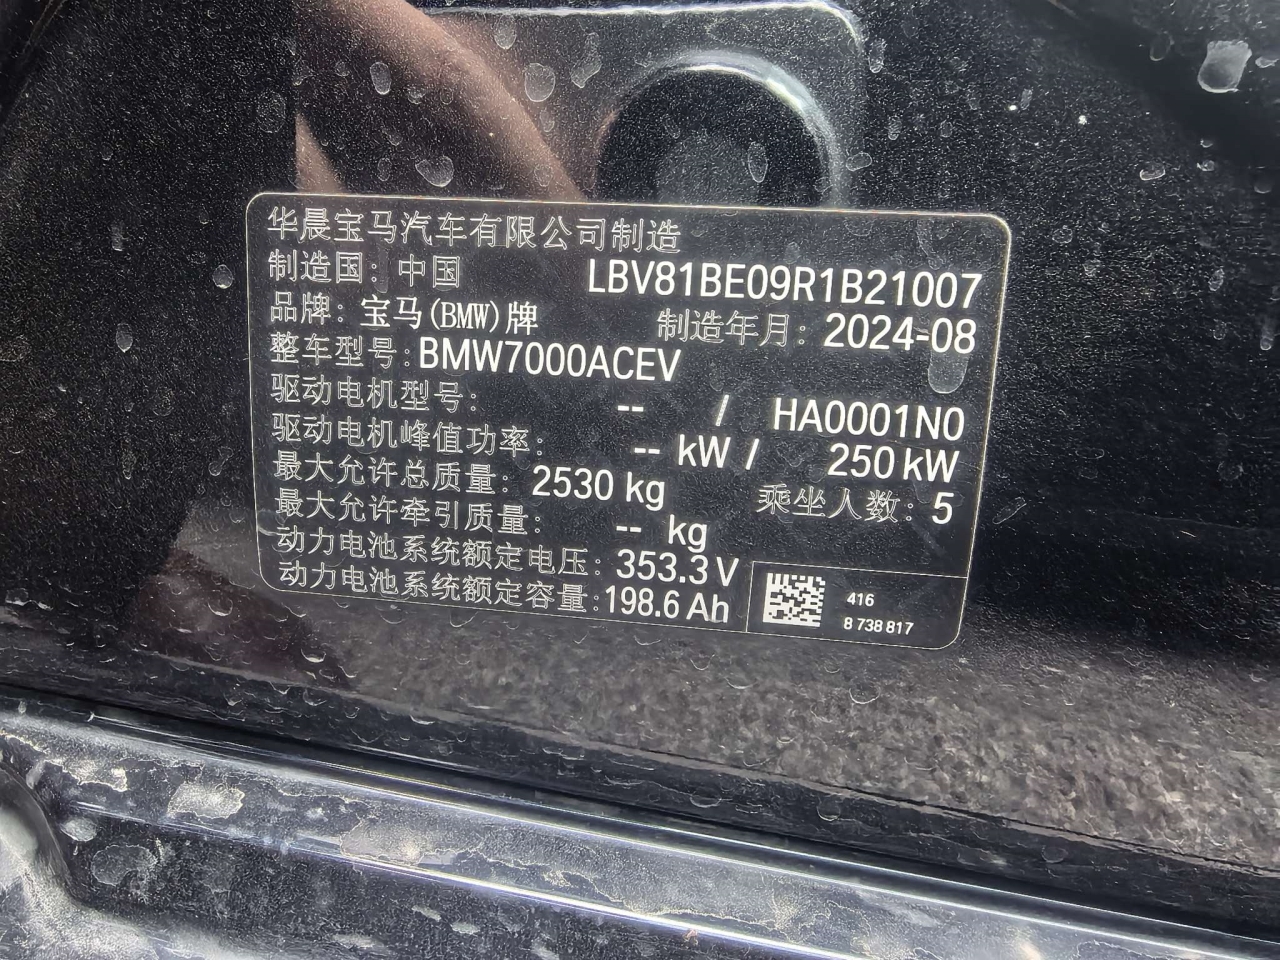 华晨宝马汽车有限公司制造
制造国：中国 LBV81BE09R1B21007
品牌：宝马(BMW)牌 制造年月：2024-08
整车型号：BMW7000ACEV
驱动电机型号： -- / HA0001N0
驱动电机峰值功率： -- kW / 250 kW
最大允许总质量：2530 kg 乘坐人数：5
最大允许牵引质量： -- kg
动力电池系统额定电压：353.3 V
动力电池系统额定容量：198.6 Ah
416
8 738 817